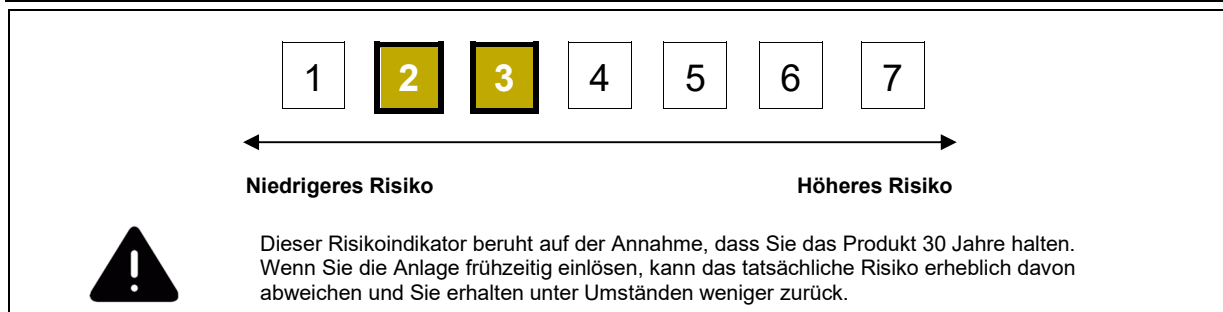 1 2 3 4 5 6 7
Niedrigeres Risiko Höheres Risiko
Dieser Risikoindikator beruht auf der Annahme, dass Sie das Produkt 30 Jahre halten.
Wenn Sie die Anlage frühzeitig einlösen, kann das tatsächliche Risiko erheblich davon
abweichen und Sie erhalten unter Umständen weniger zurück.